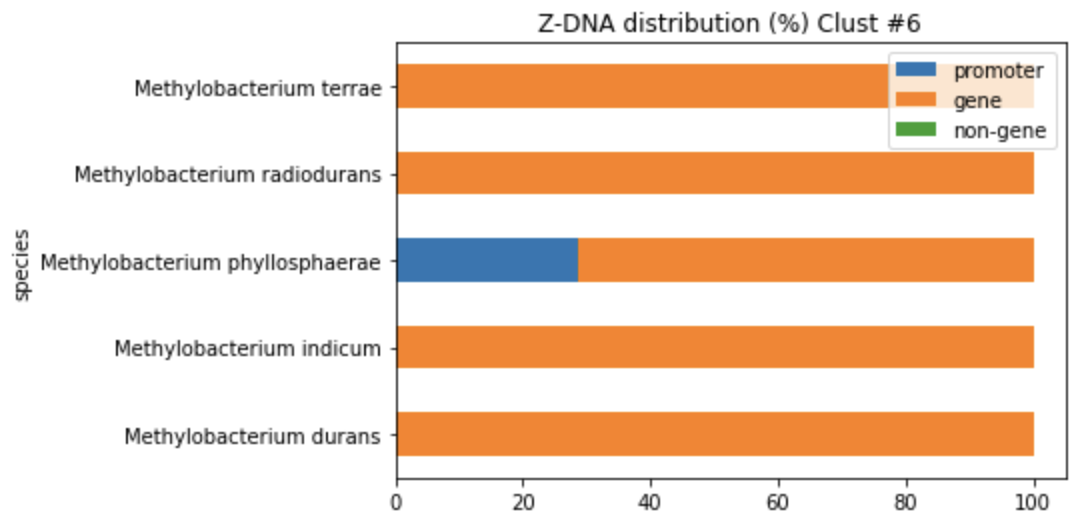 Z-DNA distribution (%) Clust #6
promoter
gene
non-gene
species
Methylobacterium terrae
Methylobacterium radiodurans
Methylobacterium phyllosphaerae
Methylobacterium indicum
Methylobacterium durans
0 20 40 60 80 100